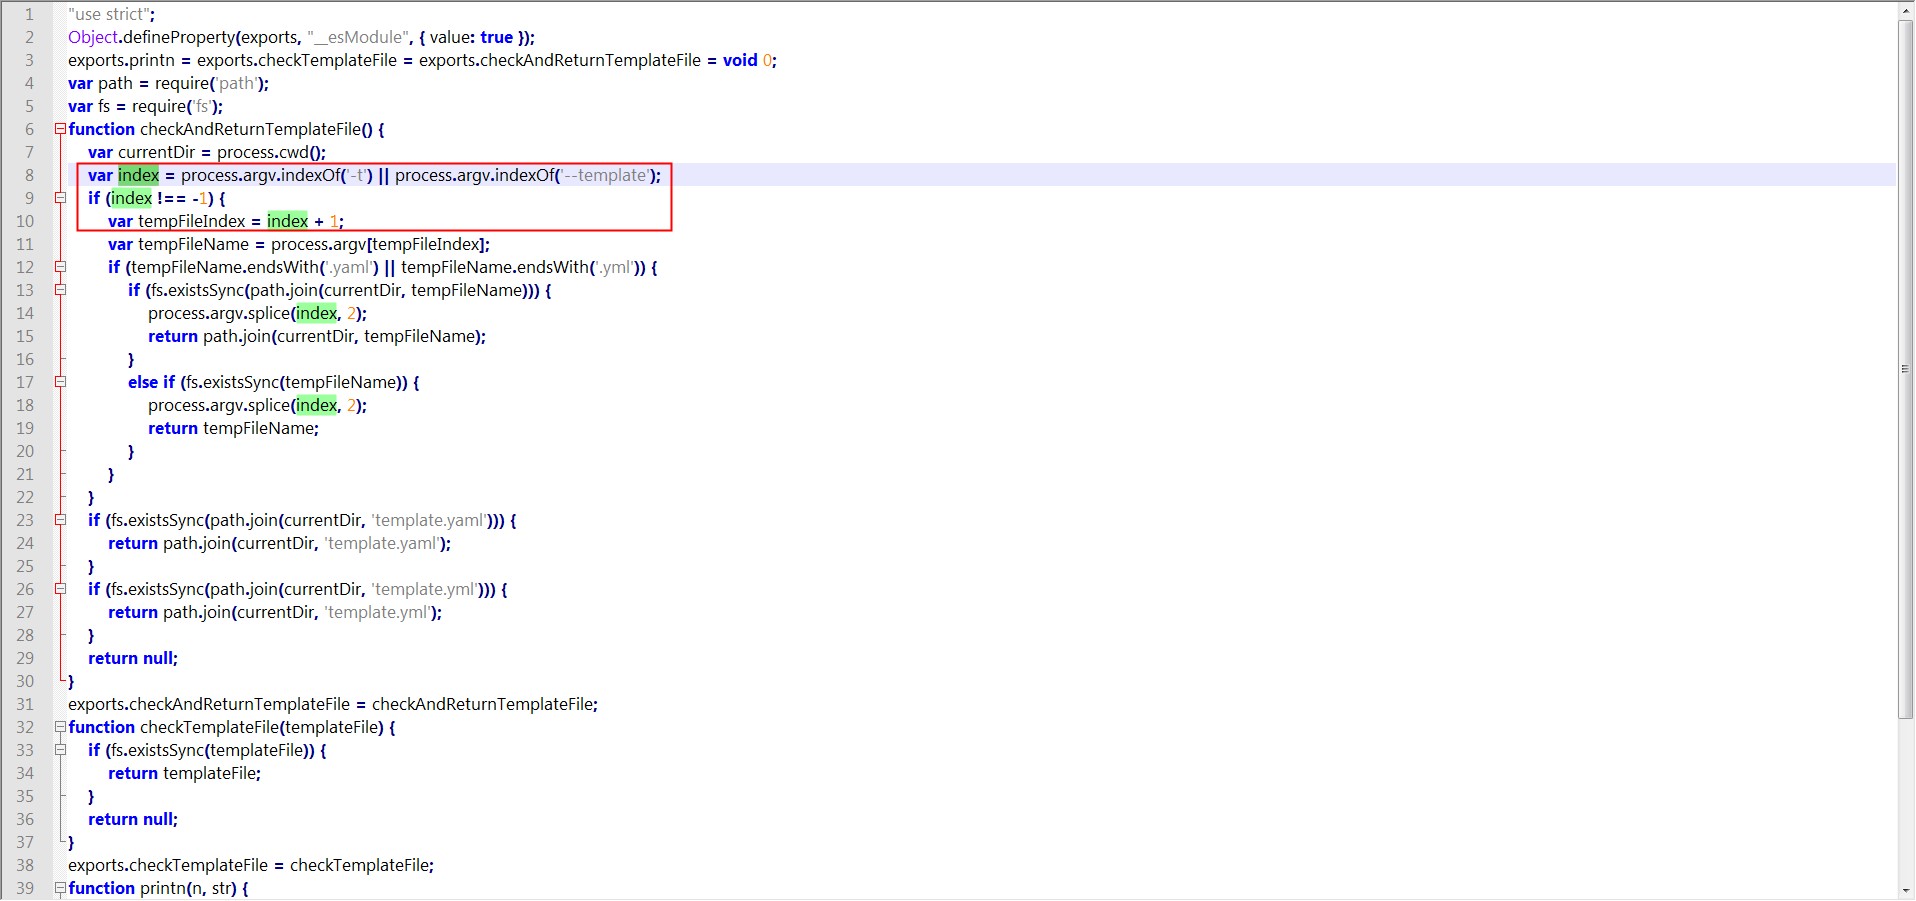 1 "use strict";
2 Object.defineProperty(exports, "__esModule", { value: true });
3 exports.printn = exports.checkTemplateFile = exports.checkAndReturnTemplateFile = void 0;
4 var path = require('path');
5 var fs = require('fs');
6 function checkAndReturnTemplateFile() {
7 var currentDir = process.cwd();
8 var index = process.argv.indexOf('-t') || process.argv.indexOf('--template');
9 if (index !== -1) {
10 var tempFileIndex = index + 1;
11 var tempFileName = process.argv[tempFileIndex];
12 if (tempFileName.endsWith('.yaml') || tempFileName.endsWith('.yml')) {
13 if (fs.existsSync(path.join(currentDir, tempFileName))) {
14 process.argv.splice(index, 2);
15 return path.join(currentDir, tempFileName);
16 }
17 else if (fs.existsSync(tempFileName)) {
18 process.argv.splice(index, 2);
19 return tempFileName;
20 }
21 }
22 }
23 if (fs.existsSync(path.join(currentDir, 'template.yaml'))) {
24 return path.join(currentDir, 'template.yaml');
25 }
26 if (fs.existsSync(path.join(currentDir, 'template.yml'))) {
27 return path.join(currentDir, 'template.yml');
28 }
29 return null;
30 }
31 exports.checkAndReturnTemplateFile = checkAndReturnTemplateFile;
32 function checkTemplateFile(templateFile) {
33 if (fs.existsSync(templateFile)) {
34 return templateFile;
35 }
36 return null;
37 }
38 exports.checkTemplateFile = checkTemplateFile;
39 function printn(n, str) {